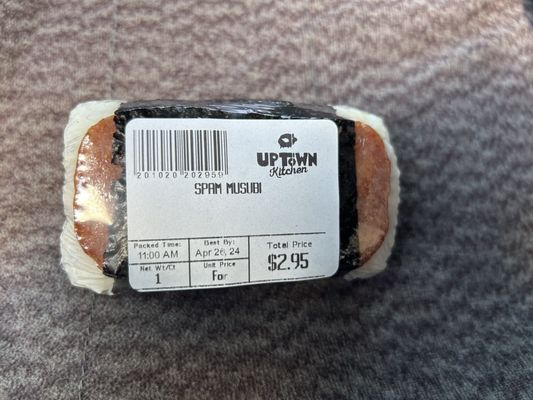 UPTOWN
Kitchen
201020 202959
SPAM MUSUBI
Packed Time:
11:00 AM
Best By:
Apr 26, 24
Total Price
$2.95
Net Wt/Ct
1
Unit Price
For